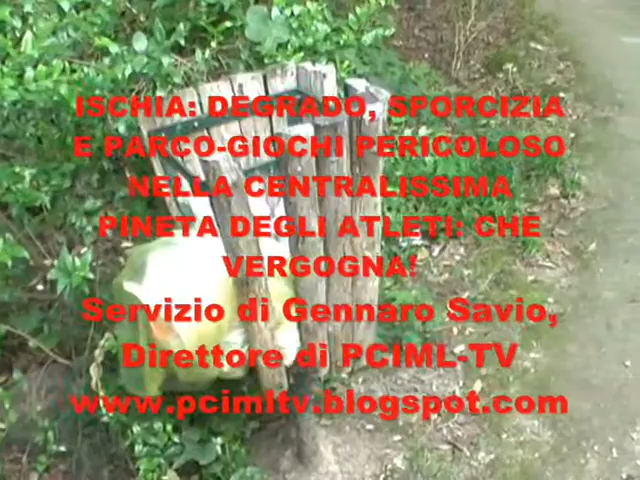 ISCHIA: DEGRADO, SPORCIZIA
E PARCO-GIOCHI PERICOLOSO
NELLA CENTRALISSIMA
PINETA DEGLI ATLETI: CHE
VERGOGNA!
Servizio di Gennaro Savio,
Direttore di PCIML-TV
www.pcimltv.blogspot.com